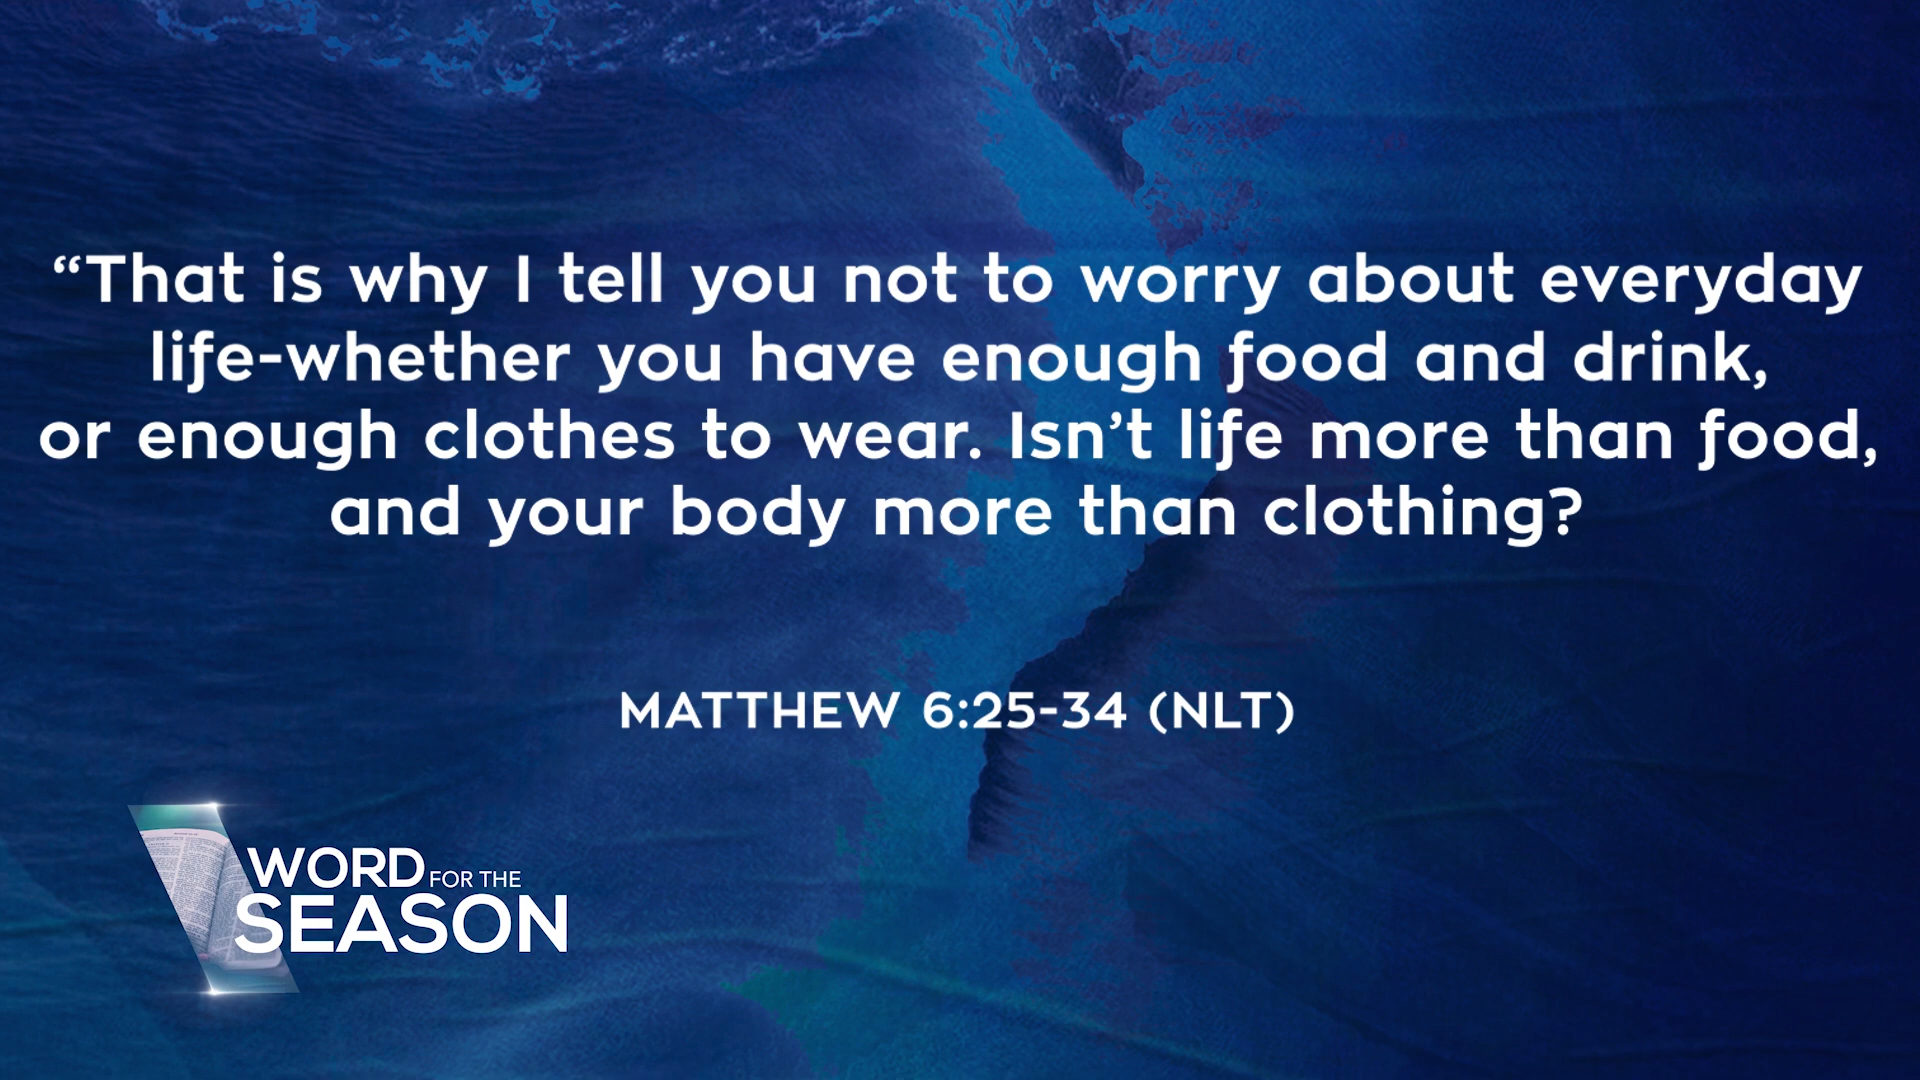 “That is why I tell you not to worry about everyday
life-whether you have enough food and drink,
or enough clothes to wear. Isn’t life more than food,
and your body more than clothing?
MATTHEW 6:25-34 (NLT)
WORD FOR THE
SEASON